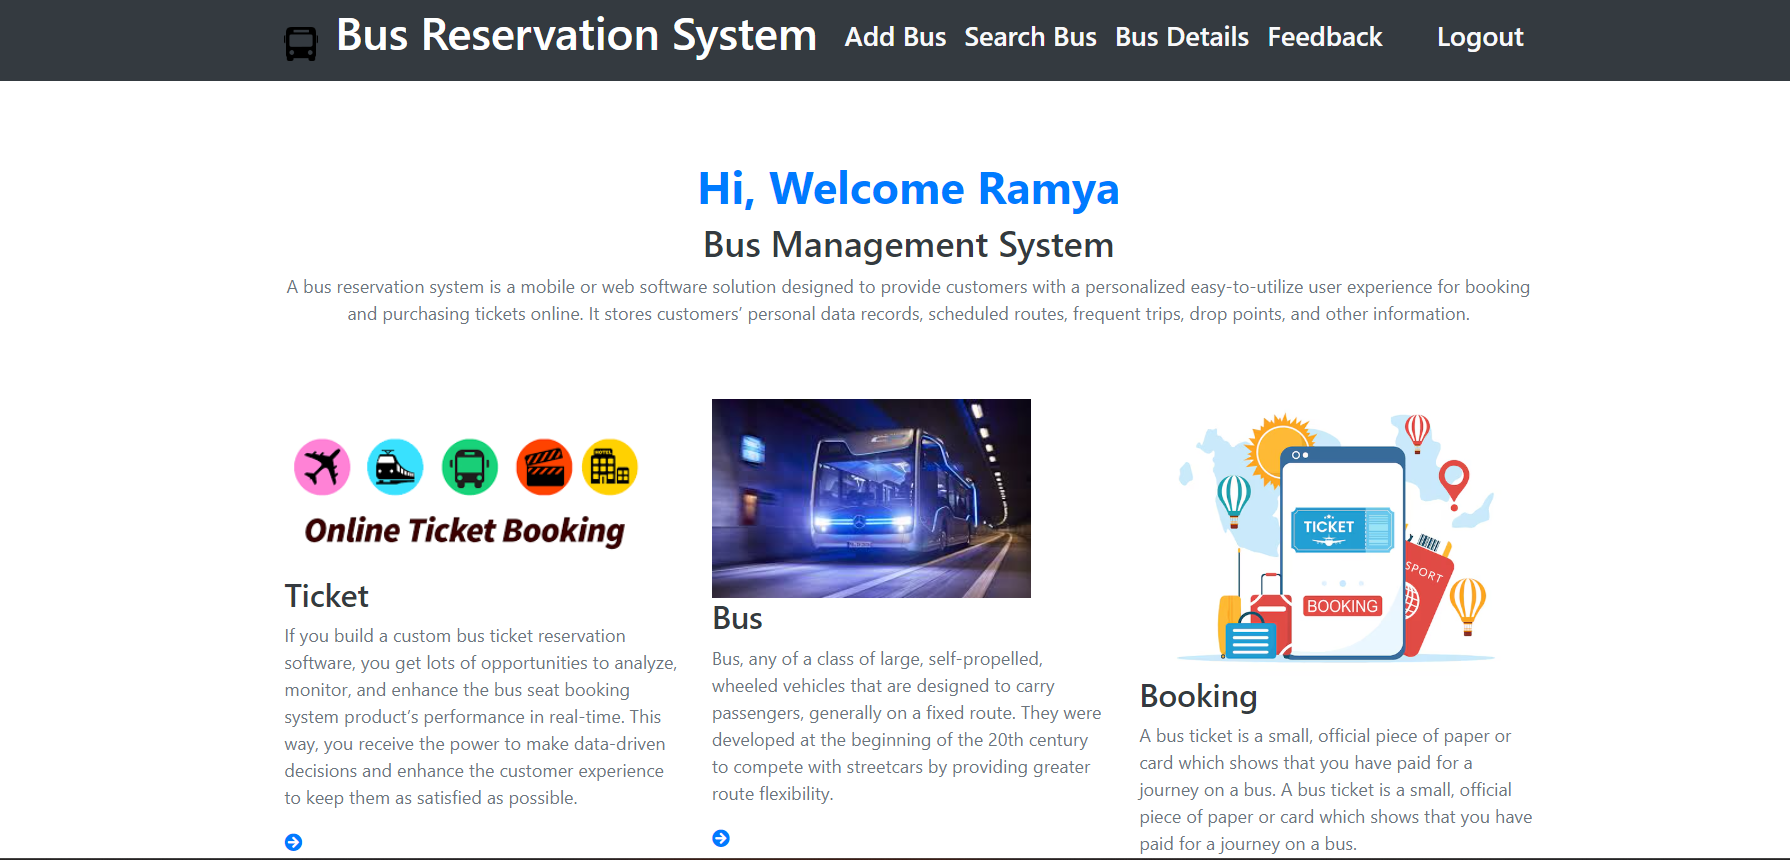 Bus Reservation System Add Bus Search Bus Bus Details Feedback Logout
Hi, Welcome Ramya
Bus Management System
A bus reservation system is a mobile or web software solution designed to provide customers with a personalized easy-to-utilize user experience for booking
and purchasing tickets online. It stores customers’ personal data records, scheduled routes, frequent trips, drop points, and other information.
HOTEL
Online Ticket Booking
Ticket
If you build a custom bus ticket reservation
software, you get lots of opportunities to analyze,
monitor, and enhance the bus seat booking
system product’s performance in real-time. This
way, you receive the power to make data-driven
decisions and enhance the customer experience
to keep them as satisfied as possible.
Bus
Bus, any of a class of large, self-propelled,
wheeled vehicles that are designed to carry
passengers, generally on a fixed route. They were
developed at the beginning of the 20th century
to compete with streetcars by providing greater
route flexibility.
TICKET
SPORT
BOOKING
Booking
A bus ticket is a small, official piece of paper or
card which shows that you have paid for a
journey on a bus. A bus ticket is a small, official
piece of paper or card which shows that you have
paid for a journey on a bus.